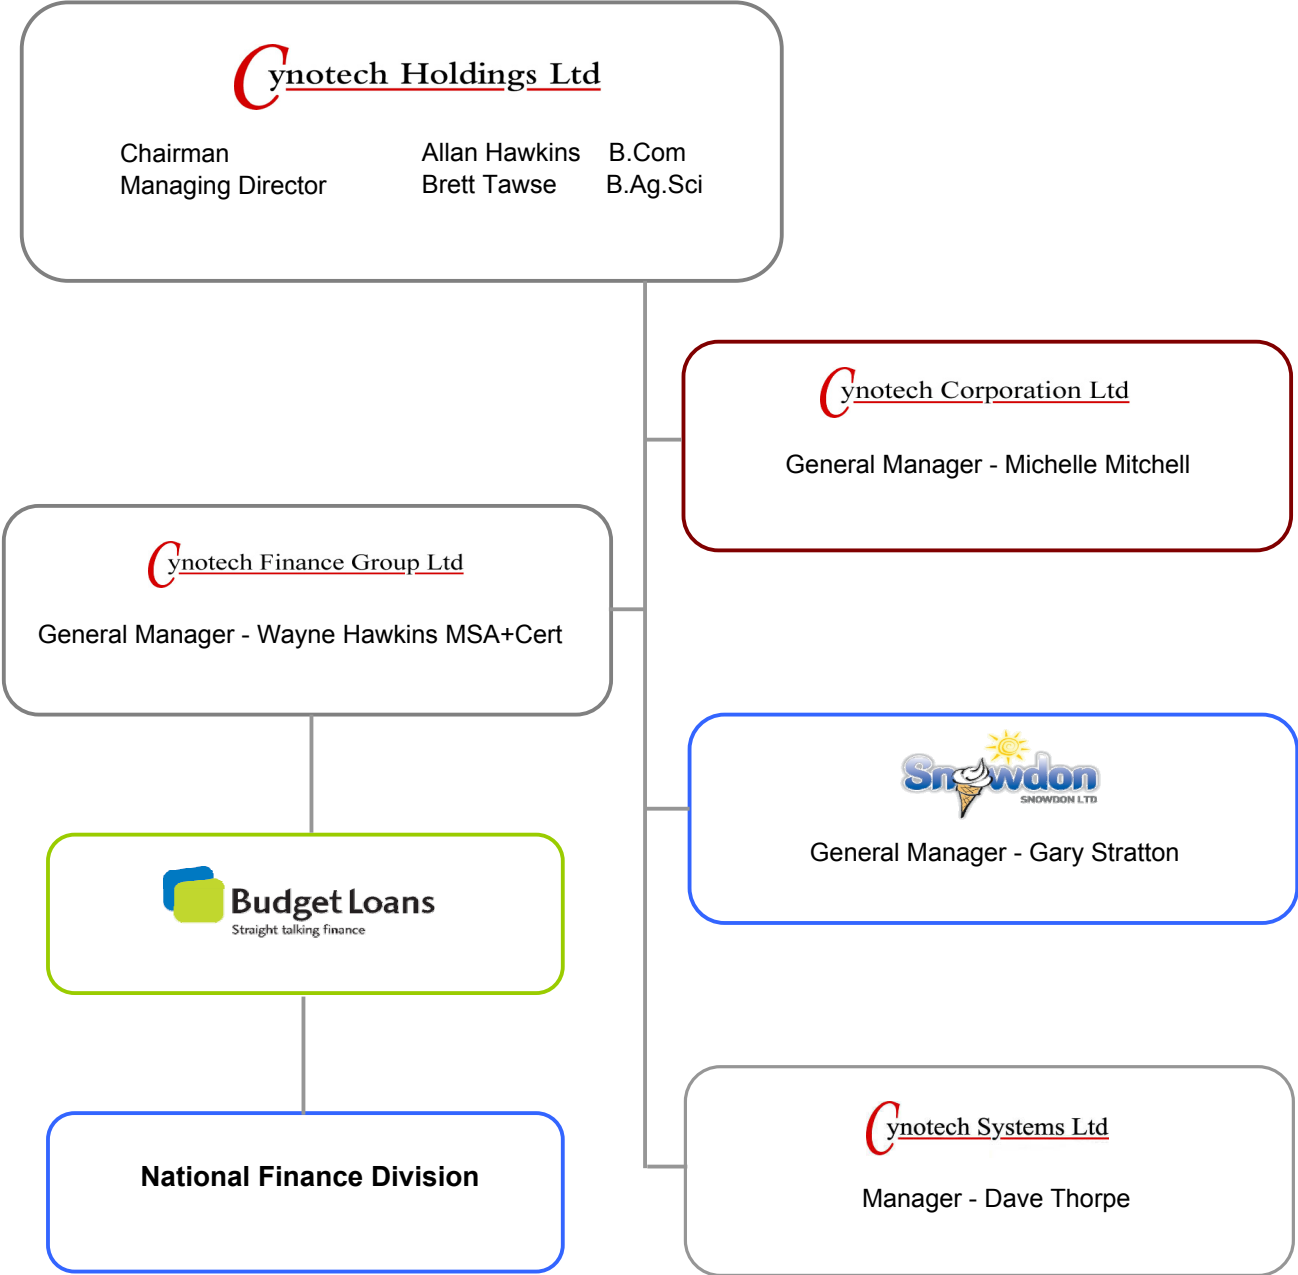 Cynotech Holdings Ltd
Chairman Allan Hawkins B.Com
Managing Director Brett Tawse B.Ag.Sci
Cynotech Corporation Ltd
General Manager - Michelle Mitchell
Cynotech Finance Group Ltd
General Manager - Wayne Hawkins MSA+Cert
Snowdon
SNOWDON LTD
General Manager - Gary Stratton
Budget Loans
Straight talking finance
Cynotech Systems Ltd
Manager - Dave Thorpe
National Finance Division